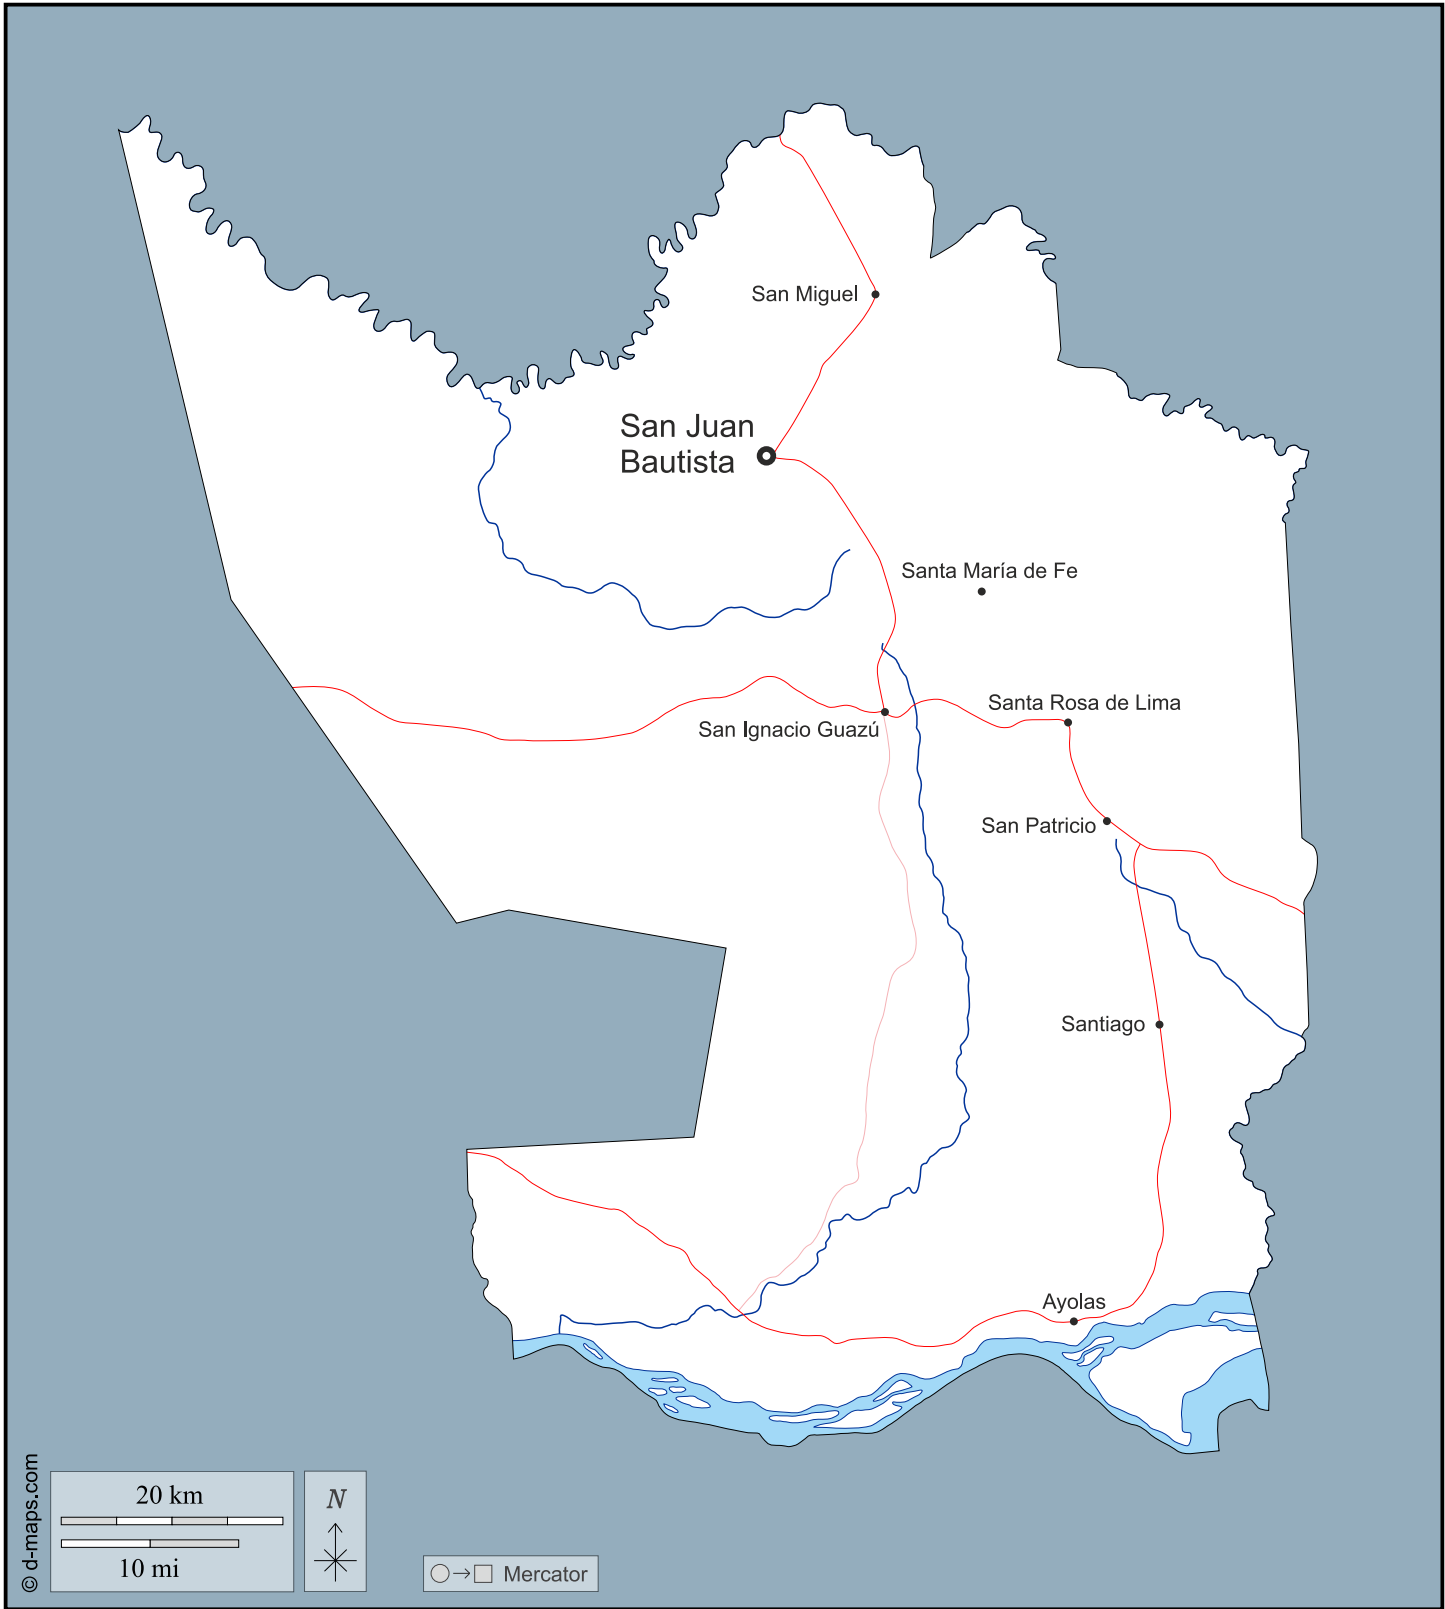 San Miguel
San Juan
Bautista
Santa María de Fe
Santa Rosa de Lima
San Ignacio Guazú
San Patricio
Santiago
Ayolas
© d-maps.com
20 km
10 mi
N
Mercator